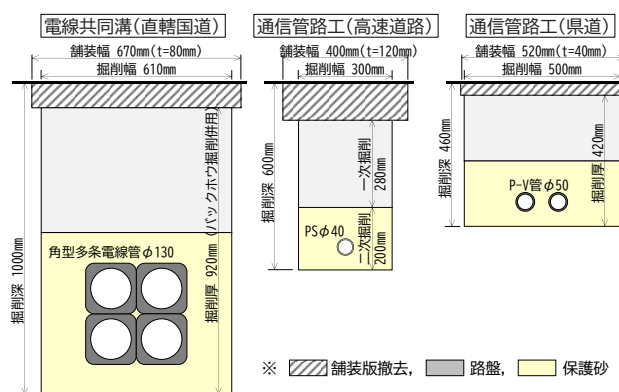 電線共同溝(直轄国道)
舗装幅 670mm(t=80mm)
掘削幅 610mm
掘削深 1000mm
掘削厚 920mm(バックホウ掘削併用)
角型多条電線管φ130
通信管路工(高速道路)
舗装幅 400mm(t=120mm)
掘削幅 300mm
掘削深 600mm
一次掘削
280mm
二次掘削
200mm
PSφ40
通信管路工(県道)
舗装幅 520mm(t=40mm)
掘削幅 500mm
掘削深 460mm
掘削厚 420mm
P-V管φ50
※ 舗装版撤去, 路盤, 保護砂